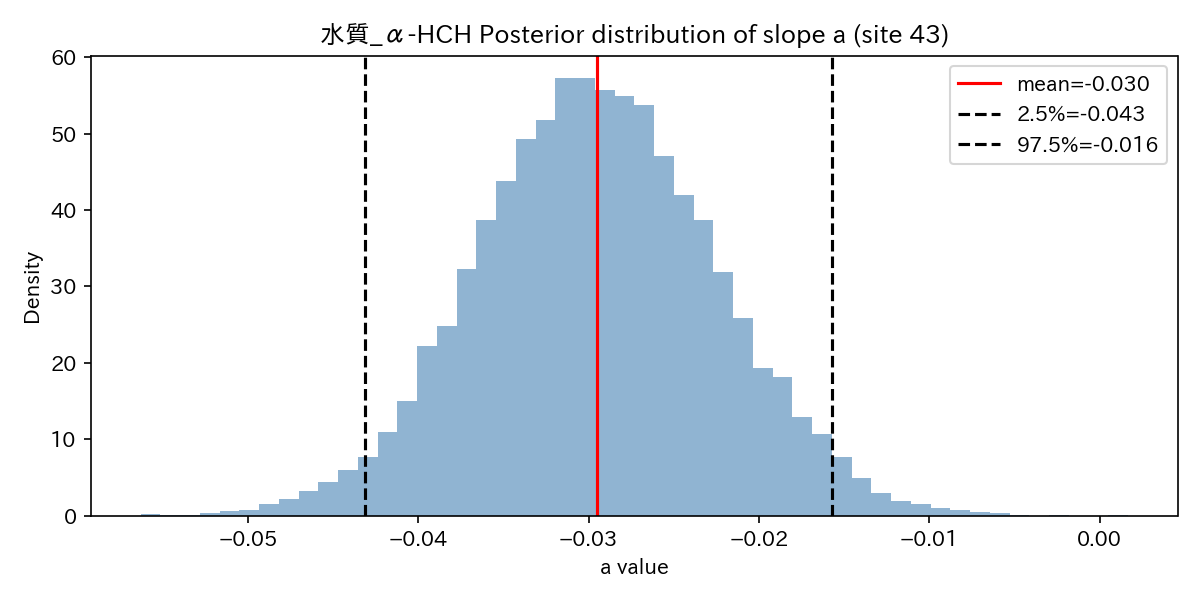 水質_α-HCH Posterior distribution of slope a (site 43)
mean=-0.030
2.5%=-0.043
97.5%=-0.016
Density
60
50
40
30
20
10
0
−0.05 −0.04 −0.03 −0.02 −0.01 0.00
a value